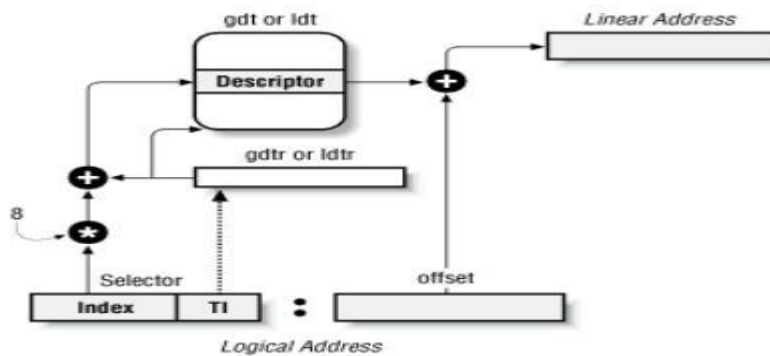 gdt or ldt
Linear Address
Descriptor
+
gdtr or ldtr
+
8
*
Selector
offset
Index TI :
Logical Address